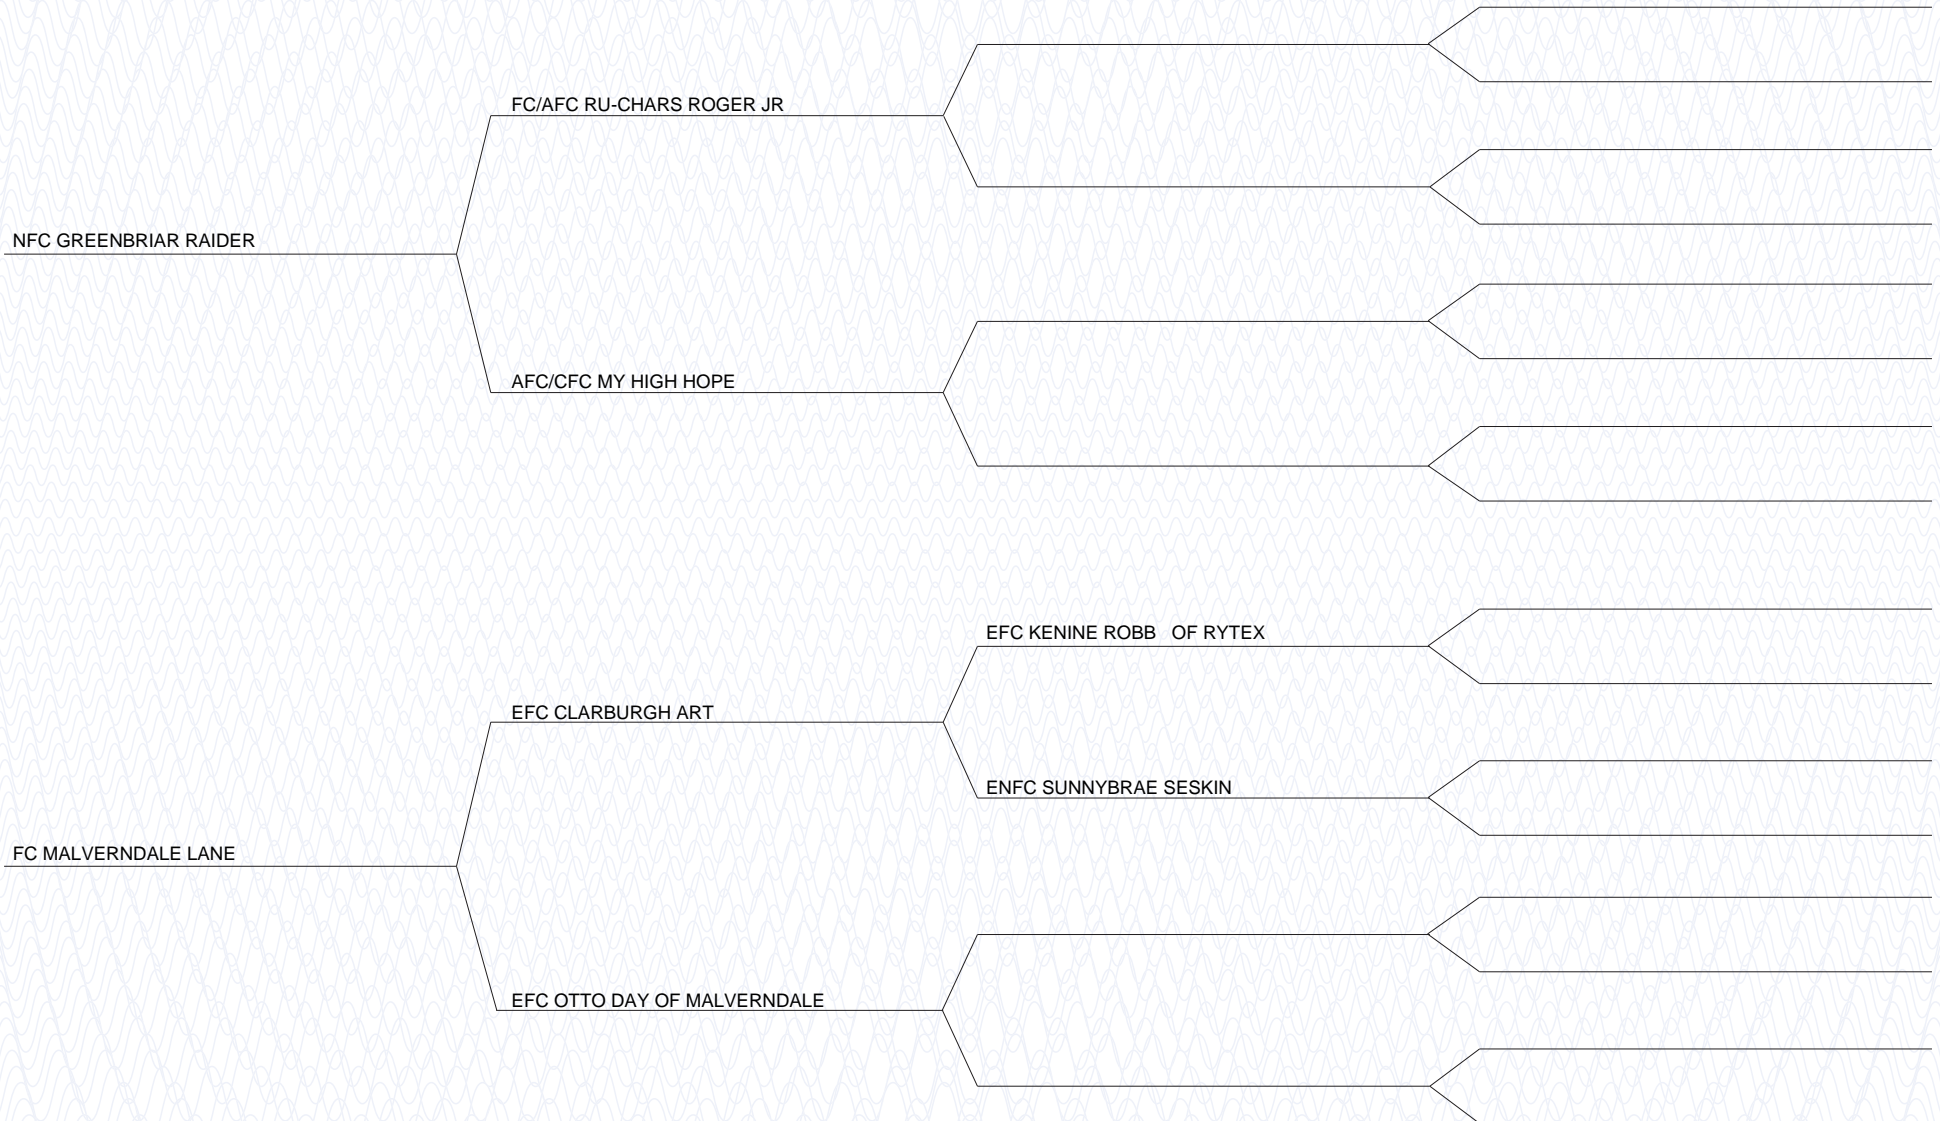 FC/AFC RU-CHARS ROGER JR
NFC GREENBRIAR RAIDER
AFC/CFC MY HIGH HOPE
EFC KENINE ROBB   OF RYTEX
EFC CLARBURGH ART
ENFC SUNNYBRAE SESKIN
FC MALVERNDALE LANE
EFC OTTO DAY OF MALVERNDALE